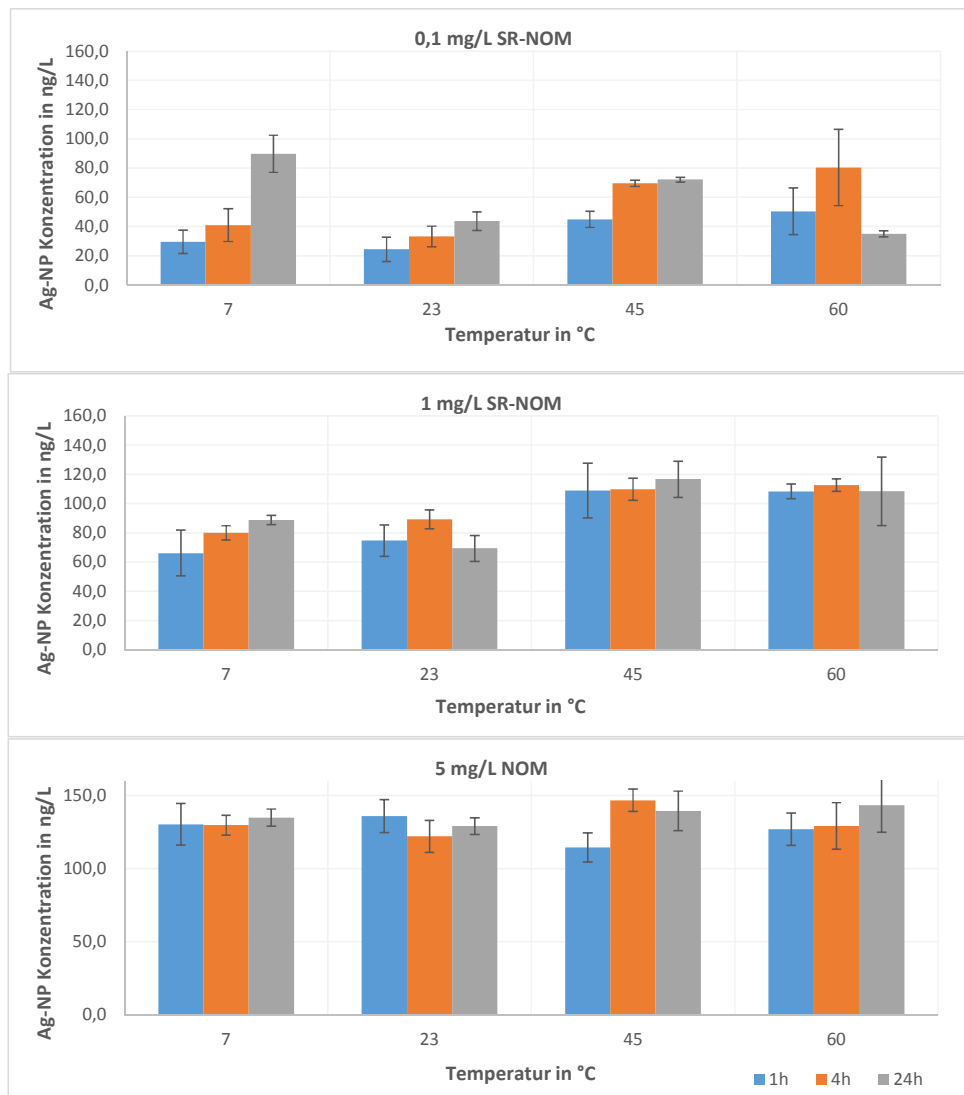 0,1 mg/L SR-NOM
Ag-NP Konzentration in ng/L
160,0
140,0
120,0
100,0
80,0
60,0
40,0
20,0
0,0
7 23 45 60
Temperatur in °C
1 mg/L SR-NOM
Ag-NP Konzentration in ng/L
160,0
140,0
120,0
100,0
80,0
60,0
40,0
20,0
0,0
7 23 45 60
Temperatur in °C
5 mg/L NOM
Ag-NP Konzentration in ng/L
150,0
100,0
50,0
0,0
7 23 45 60
Temperatur in °C
1h 4h 24h